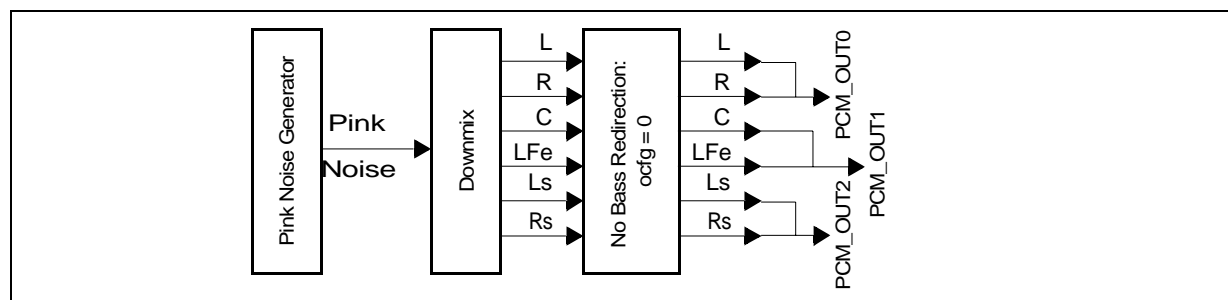 Pink Noise Generator
Pink
Noise
Downmix
L
R
C
LFe
Ls
Rs
No Bass Redirection:
ocfg = 0
L
R
C
LFe
Ls
Rs
PCM_OUT0
PCM_OUT1
PCM_OUT2